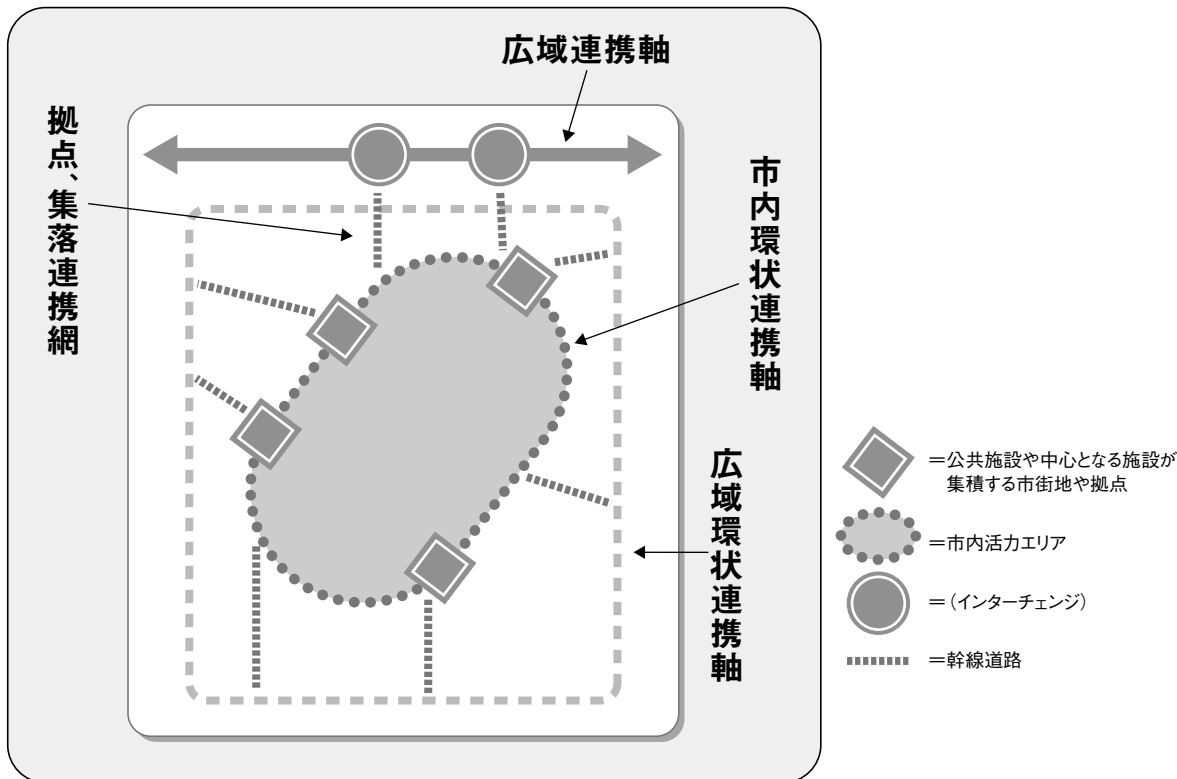 広域連携軸
拠点、集落連携網
市内環状連携軸
広域環状連携軸
=公共施設や中心となる施設が
集積する市街地や拠点
=市内活力エリア
=(インターチェンジ)
=幹線道路